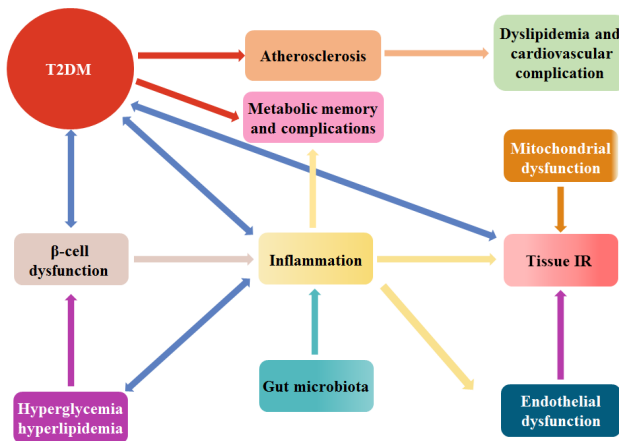 T2DM
Atherosclerosis
Dyslipidemia and
cardiovascular
complication
Metabolic memory
and complications
Mitochondrial
dysfunction
β-cell
dysfunction
Inflammation
Tissue IR
Gut microbiota
Hyperglycemia
hyperlipidemia
Endothelial
dysfunction